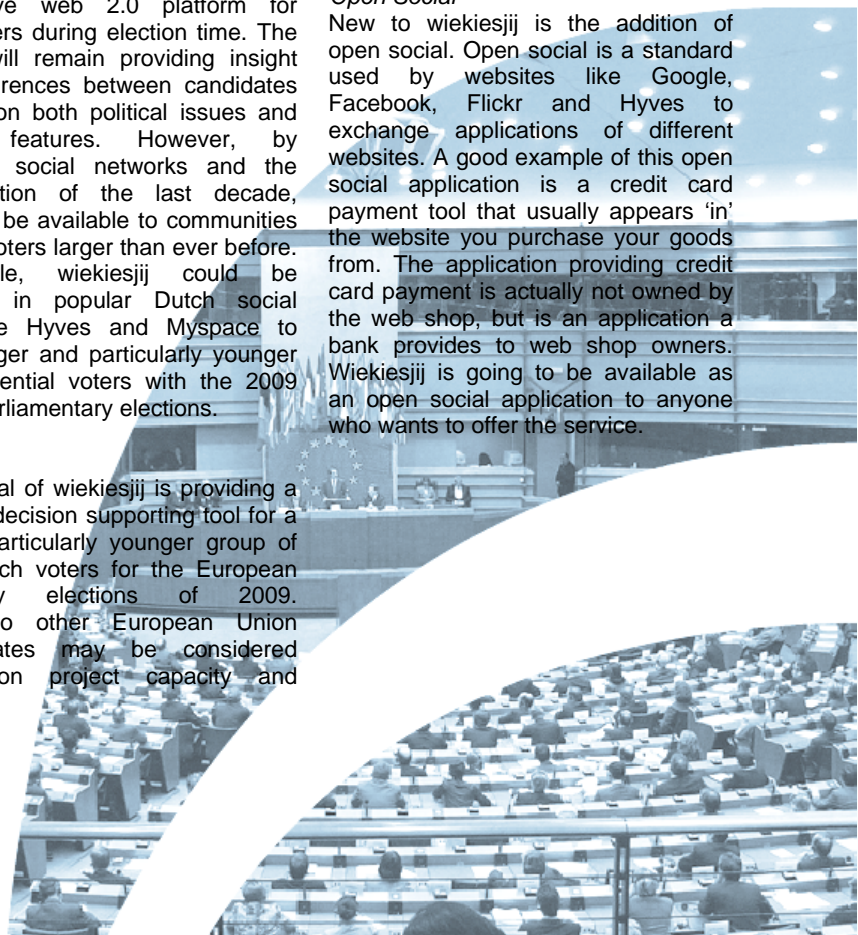 ve web 2.0 platform for
ers during election time. The
will remain providing insight
erences between candidates
on both political issues and
features. However, by
social networks and the
tion of the last decade,
be available to communities
oters larger than ever before.
le, wiekiesjij could be
in popular Dutch social
e Hyves and Myspace to
ger and particularly younger
ential voters with the 2009
rliamentary elections.
al of wiekiesjij is providing a
decision supporting tool for a
articularly younger group of
ch voters for the European
y elections of 2009.
o other European Union
ates may be considered
on project capacity and
Open Social
New to wiekiesjij is the addition of
open social. Open social is a standard
used by websites like Google,
Facebook, Flickr and Hyves to
exchange applications of different
websites. A good example of this open
social application is a credit card
payment tool that usually appears ‘in’
the website you purchase your goods
from. The application providing credit
card payment is actually not owned by
the web shop, but is an application a
bank provides to web shop owners.
Wiekiesjij is going to be available as
an open social application to anyone
who wants to offer the service.